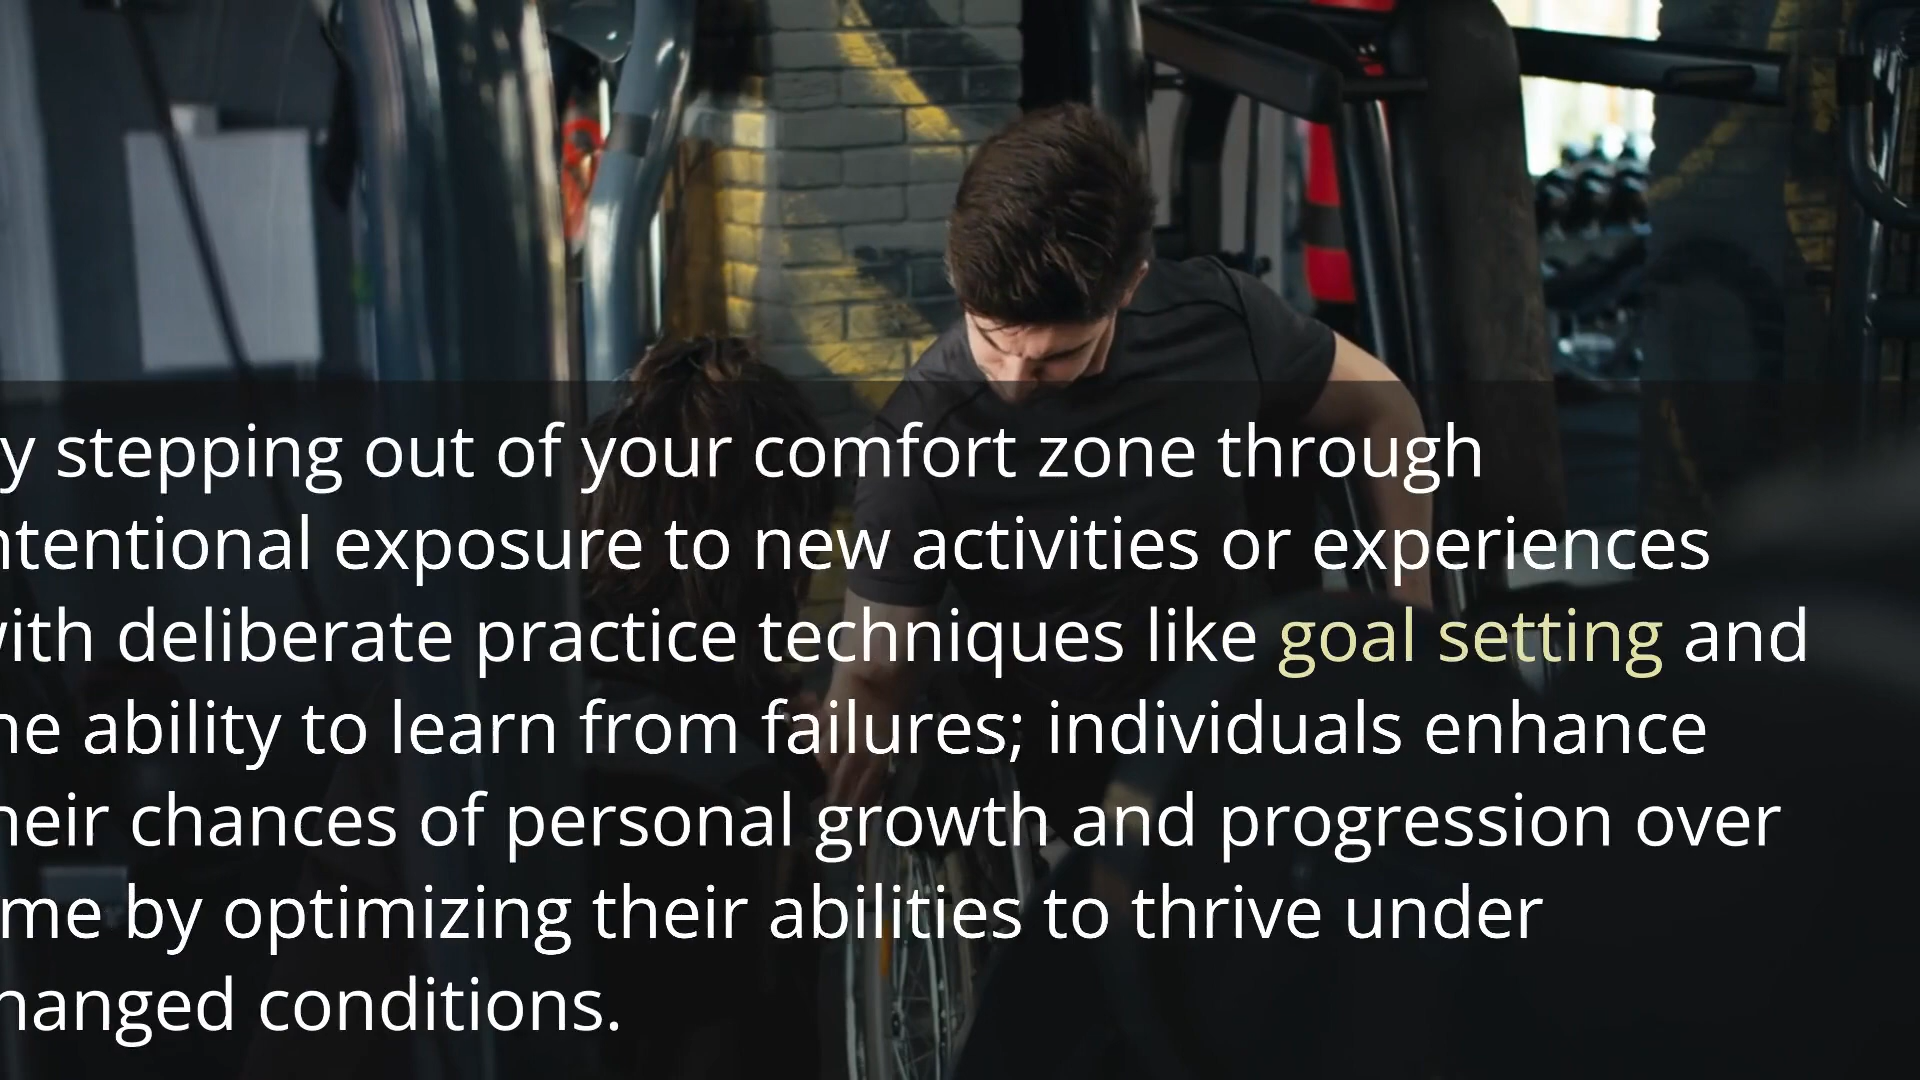 y stepping out of your comfort zone through
ntentional exposure to new activities or experiences
ith deliberate practice techniques like goal setting and
he ability to learn from failures; individuals enhance
heir chances of personal growth and progression over
me by optimizing their abilities to thrive under
hanged conditions.